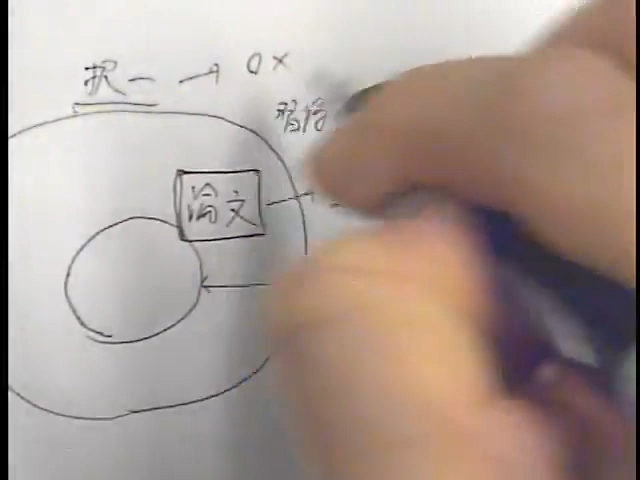 択一 → ○×
論文 →